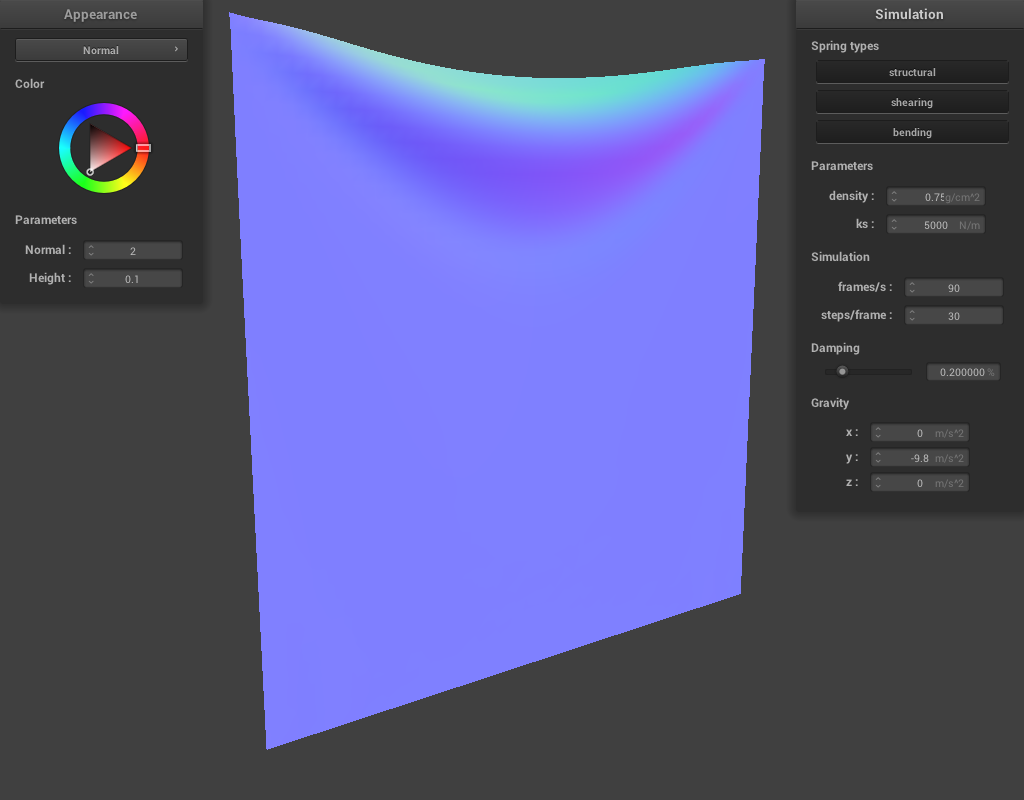 Appearance
Normal
Color
Parameters
Normal :
2
Height :
0.1
Simulation
Spring types
structural
shearing
bending
Parameters
density :
0.75 g/cm^2
ks :
5000 N/m
Simulation
frames/s :
90
steps/frame :
30
Damping
0.200000 %
Gravity
x :
0 m/s^2
y :
-9.8 m/s^2
z :
0 m/s^2